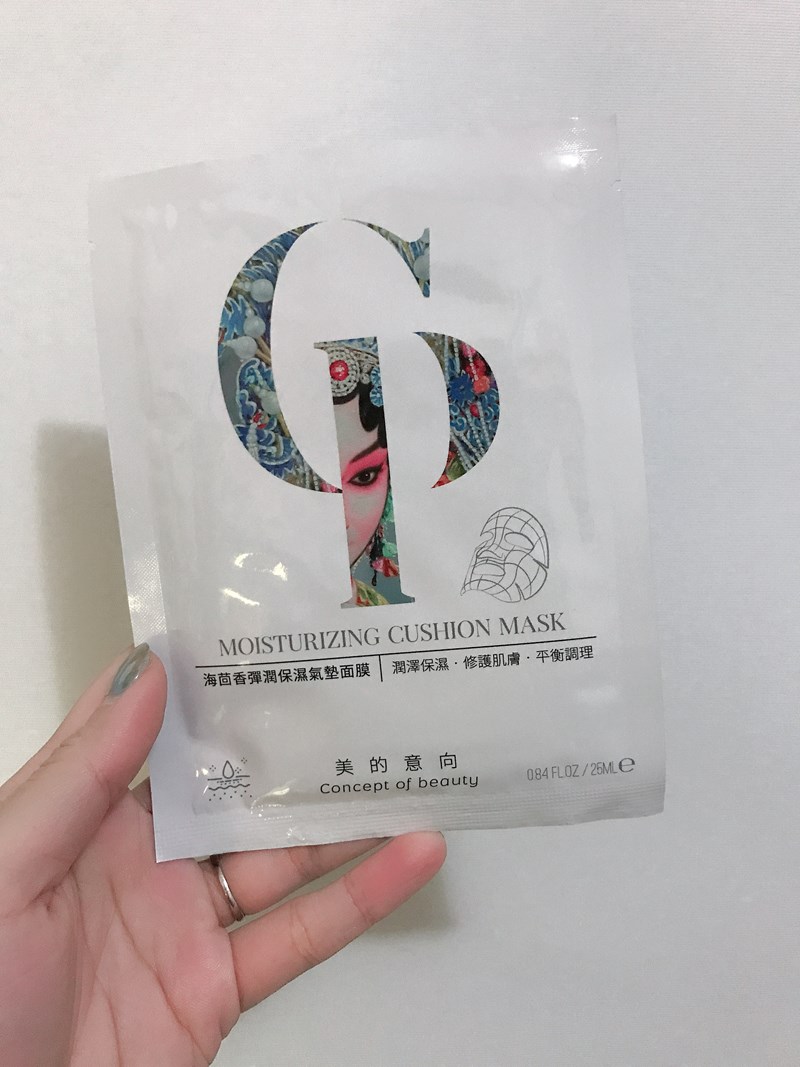 MOISTURIZING CUSHION MASK
海茴香彈潤保濕氣墊面膜 潤澤保濕·修護肌膚·平衡調理
美的意向
Concept of beauty
0.84 FL.OZ / 25ML e